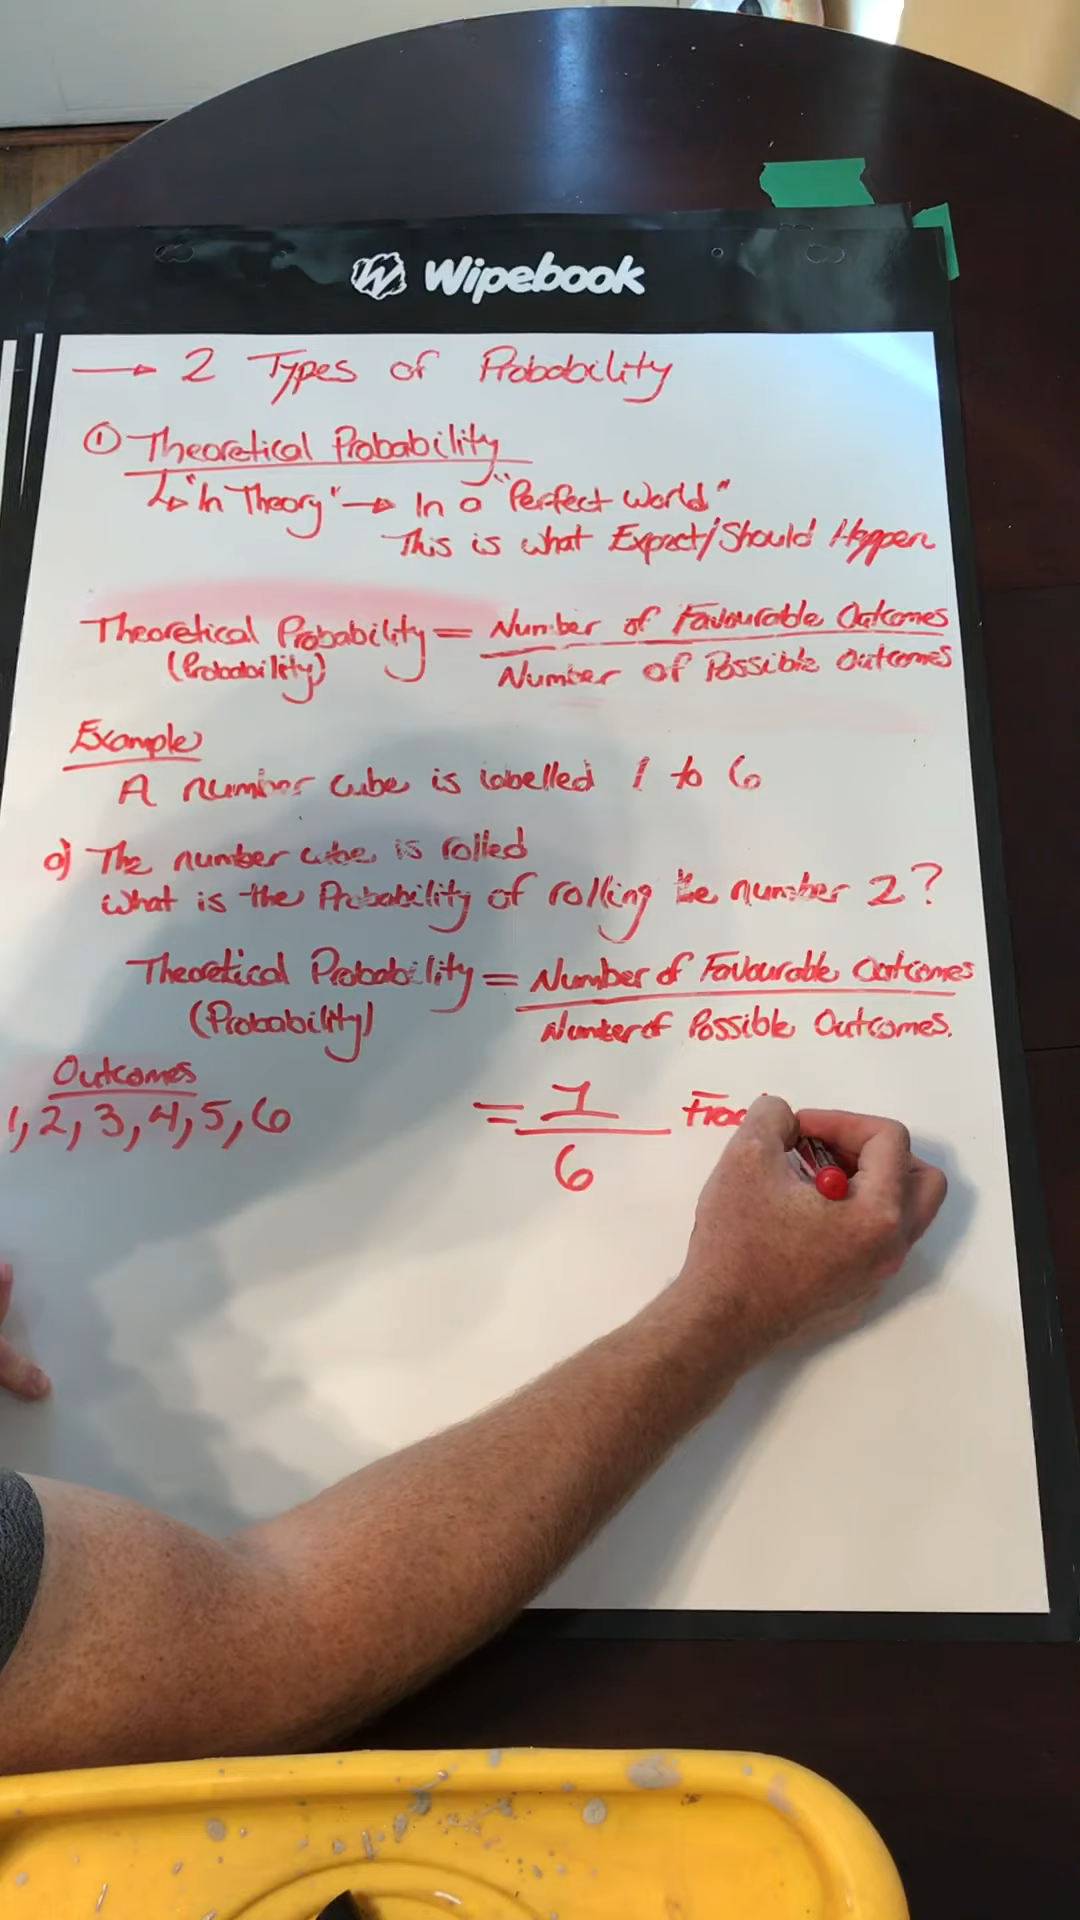 Wipebook
→ 2 Types of Probability
① Theoretical Probability
↳ "In Theory" → In a "Perfect World"
This is what Expect/Should Happen
Theoretical Probability = Number of Favourable Outcomes
(Probability) Number of Possible Outcomes
Example
A number cube is labelled 1 to 6
a) The number cube is rolled
What is the Probability of rolling the number 2?
Theoretical Probability = Number of Favourable Outcomes
(Probability) Number of Possible Outcomes.
Outcomes
1, 2, 3, 4, 5, 6
= 1 Frac
6